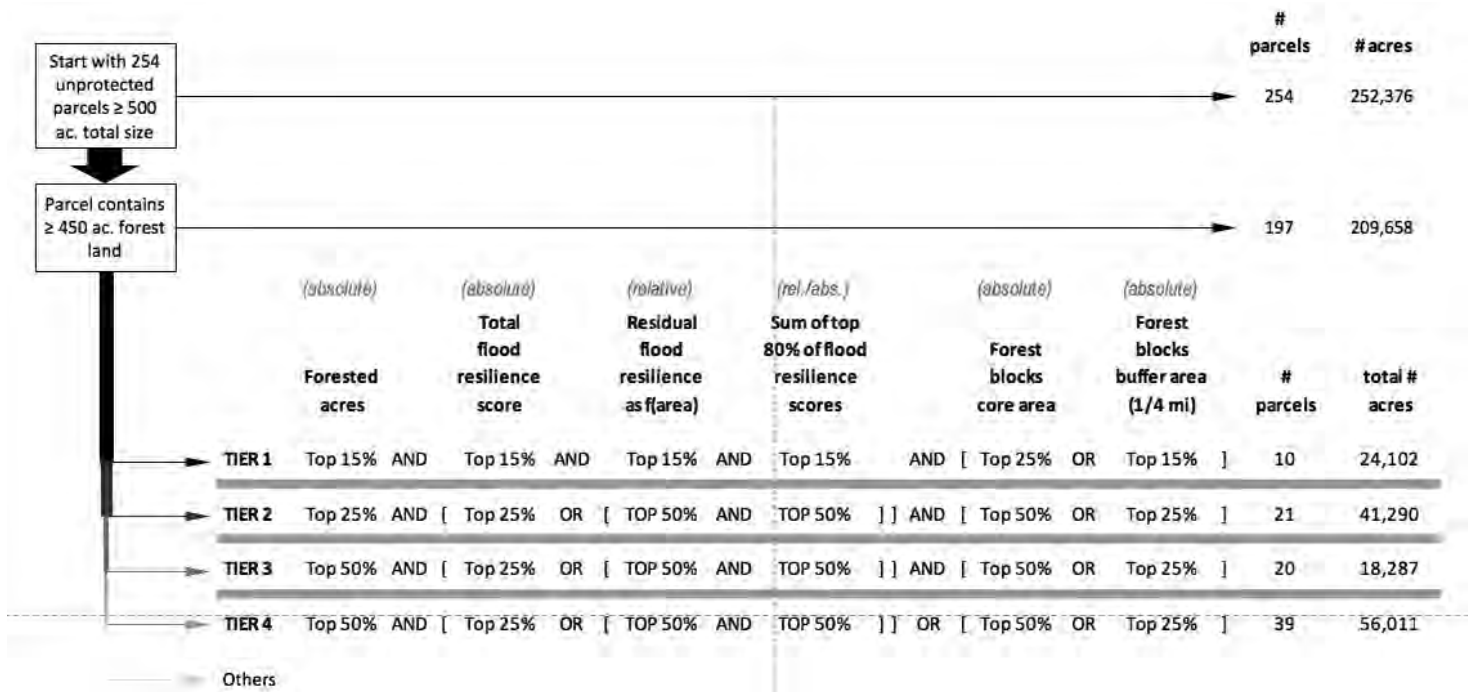 #
parcels # acres
Start with 254
unprotected
parcels ≥ 500
ac. total size
254 252,376
Parcel contains
≥ 450 ac. forest
land
197 209,658
(absolute) (absolute) (relative) (rel./abs.) (absolute) (absolute)
Total Residual Sum of top Forest
flood flood 80% of flood Forest blocks
Forested resilience resilience resilience blocks buffer area # total #
acres score as f(area) scores core area (1/4 mi) parcels acres
TIER 1 Top 15% AND Top 15% AND Top 15% AND Top 15% AND [ Top 25% OR Top 15% ] 10 24,102
TIER 2 Top 25% AND [ Top 25% OR [ TOP 50% AND TOP 50% ] ] AND [ Top 50% OR Top 25% ] 21 41,290
TIER 3 Top 50% AND [ Top 25% OR [ TOP 50% AND TOP 50% ] ] AND [ Top 50% OR Top 25% ] 20 18,287
TIER 4 Top 50% AND [ Top 25% OR [ TOP 50% AND TOP 50% ] ] OR [ Top 50% OR Top 25% ] 39 56,011
Others